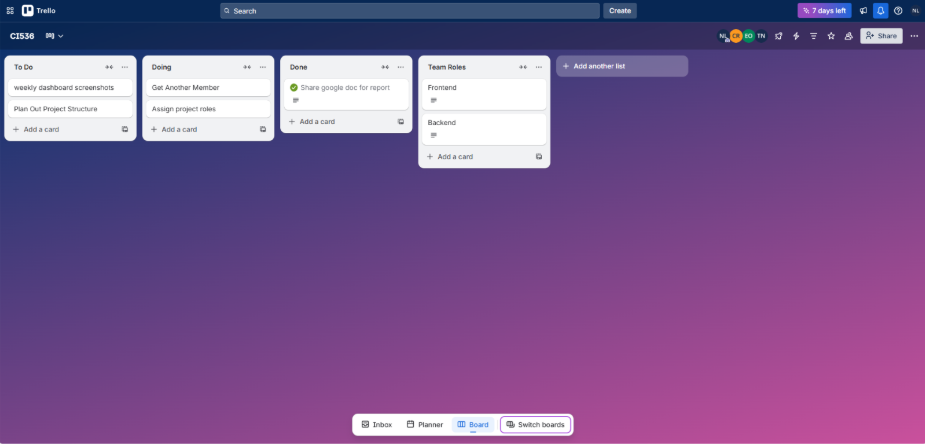 Trello
Search
Create
7 days left
NL
CI536
NL CR EO TN
Share
To Do
weekly dashboard screenshots
Plan Out Project Structure
Add a card
Doing
Get Another Member
Assign project roles
Add a card
Done
Share google doc for report
Add a card
Team Roles
Frontend
Backend
Add a card
Add another list
Inbox
Planner
Board
Switch boards